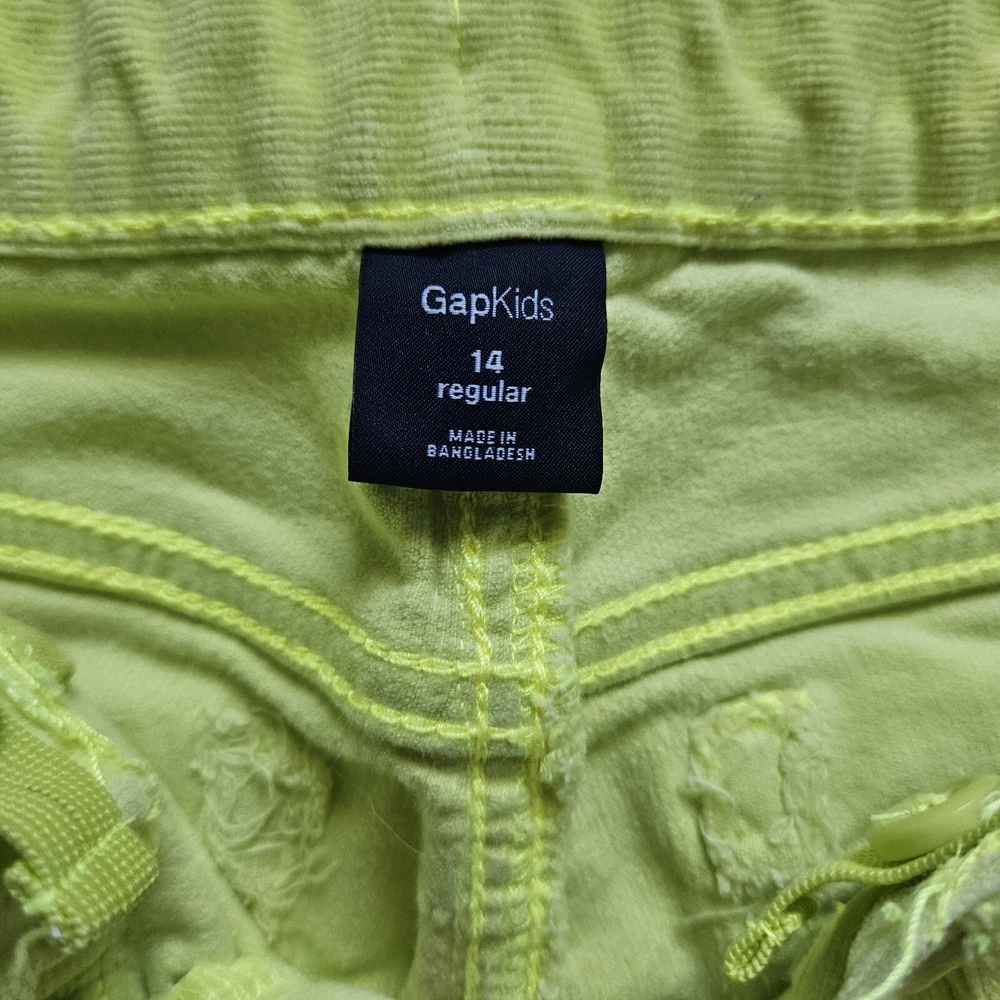 GapKids
14
regular
MADE IN
BANGLADESH